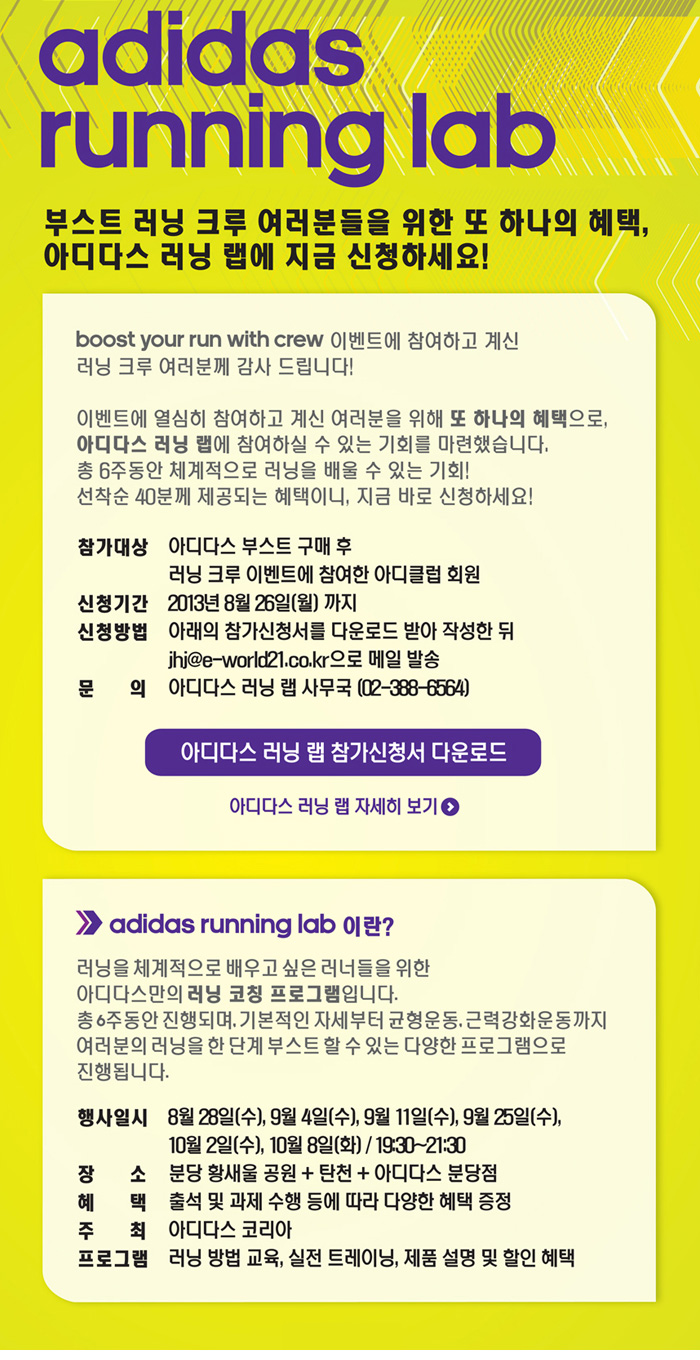 adidas
running lab
부스트 러닝 크루 여러분들을 위한 또 하나의 혜택,
아디다스 러닝 랩에 지금 신청하세요!
boost your run with crew 이벤트에 참여하고 계신
러닝 크루 여러분께 감사 드립니다!
이벤트에 열심히 참여하고 계신 여러분을 위해 또 하나의 혜택으로,
아디다스 러닝 랩에 참여하실 수 있는 기회를 마련했습니다.
총 6주동안 체계적으로 러닝을 배울 수 있는 기회!
선착순 40분께 제공되는 혜택이니, 지금 바로 신청하세요!
참가대상 아디다스 부스트 구매 후
러닝 크루 이벤트에 참여한 아디클럽 회원
신청기간 2013년 8월 26일(월) 까지
신청방법 아래의 참가신청서를 다운로드 받아 작성한 뒤
jhj@e-world21.co.kr으로 메일 발송
문 의 아디다스 러닝 랩 사무국 (02-388-6564)
아디다스 러닝 랩 참가신청서 다운로드
아디다스 러닝 랩 자세히 보기
adidas running lab 이란?
러닝을 체계적으로 배우고 싶은 러너들을 위한
아디다스만의 러닝 코칭 프로그램입니다.
총 6주동안 진행되며, 기본적인 자세부터 균형운동, 근력강화운동까지
여러분의 러닝을 한 단계 부스트 할 수 있는 다양한 프로그램으로
진행됩니다.
행사일시 8월 28일(수), 9월 4일(수), 9월 11일(수), 9월 25일(수),
10월 2일(수), 10월 8일(화) / 19:30~21:30
장 소 분당 황새울 공원 + 탄천 + 아디다스 분당점
혜 택 출석 및 과제 수행 등에 따라 다양한 혜택 증정
주 최 아디다스 코리아
프로그램 러닝 방법 교육, 실전 트레이닝, 제품 설명 및 할인 혜택